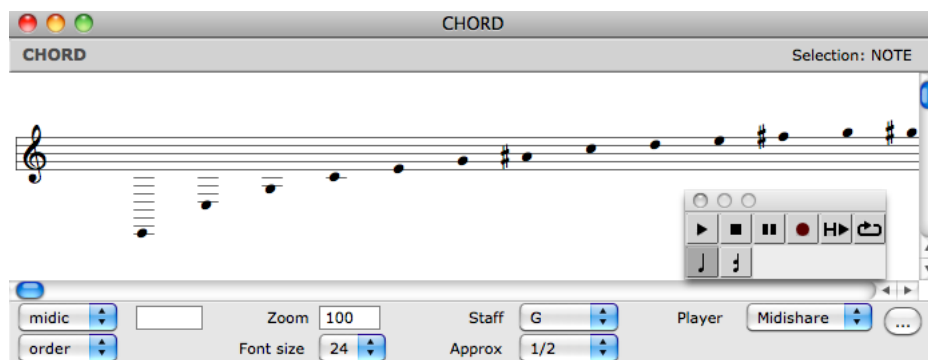 CHORD
CHORD Selection: NOTE
H
midic Zoom 100 Staff G Player Midishare ...
order Font size 24 Approx 1/2